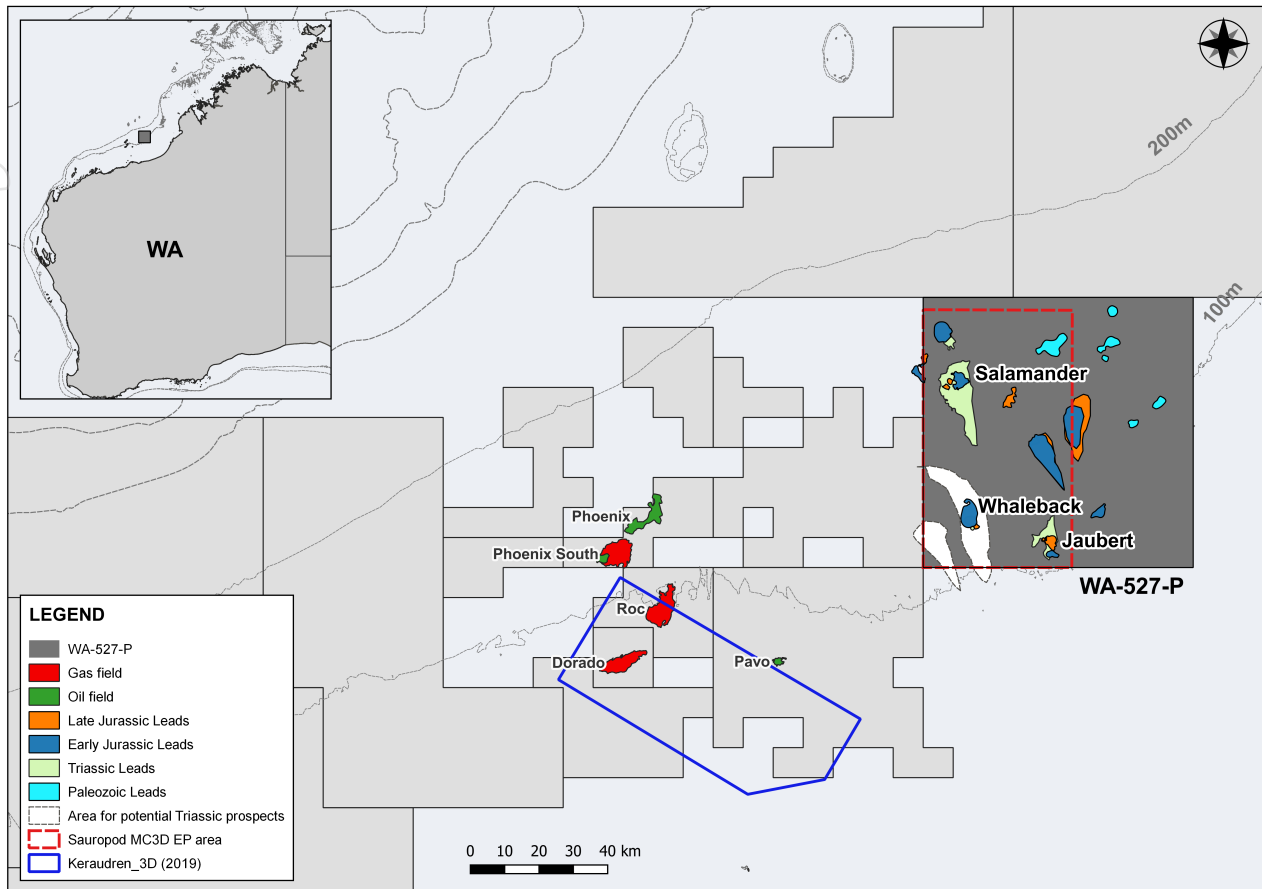 WA
200m
100m
Salamander
Whaleback
Jaubert
WA-527-P
Phoenix
Phoenix South
Roc
Dorado
Pavo
LEGEND
WA-527-P
Gas field
Oil field
Late Jurassic Leads
Early Jurassic Leads
Triassic Leads
Paleozoic Leads
Area for potential Triassic prospects
Sauropod MC3D EP area
Keraudren_3D (2019)
0 10 20 30 40 km